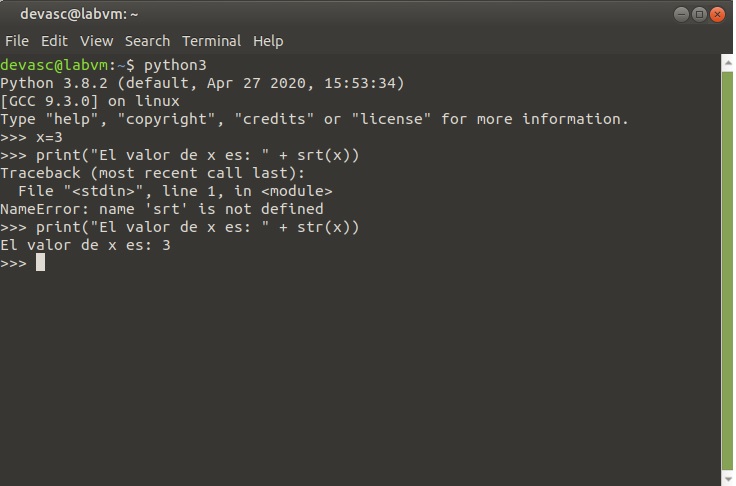 devasc@labvm: ~
File Edit View Search Terminal Help
devasc@labvm:~$ python3
Python 3.8.2 (default, Apr 27 2020, 15:53:34)
[GCC 9.3.0] on linux
Type "help", "copyright", "credits" or "license" for more information.
>>> x=3
>>> print("El valor de x es: " + srt(x))
Traceback (most recent call last):
  File "<stdin>", line 1, in <module>
NameError: name 'srt' is not defined
>>> print("El valor de x es: " + str(x))
El valor de x es: 3
>>>